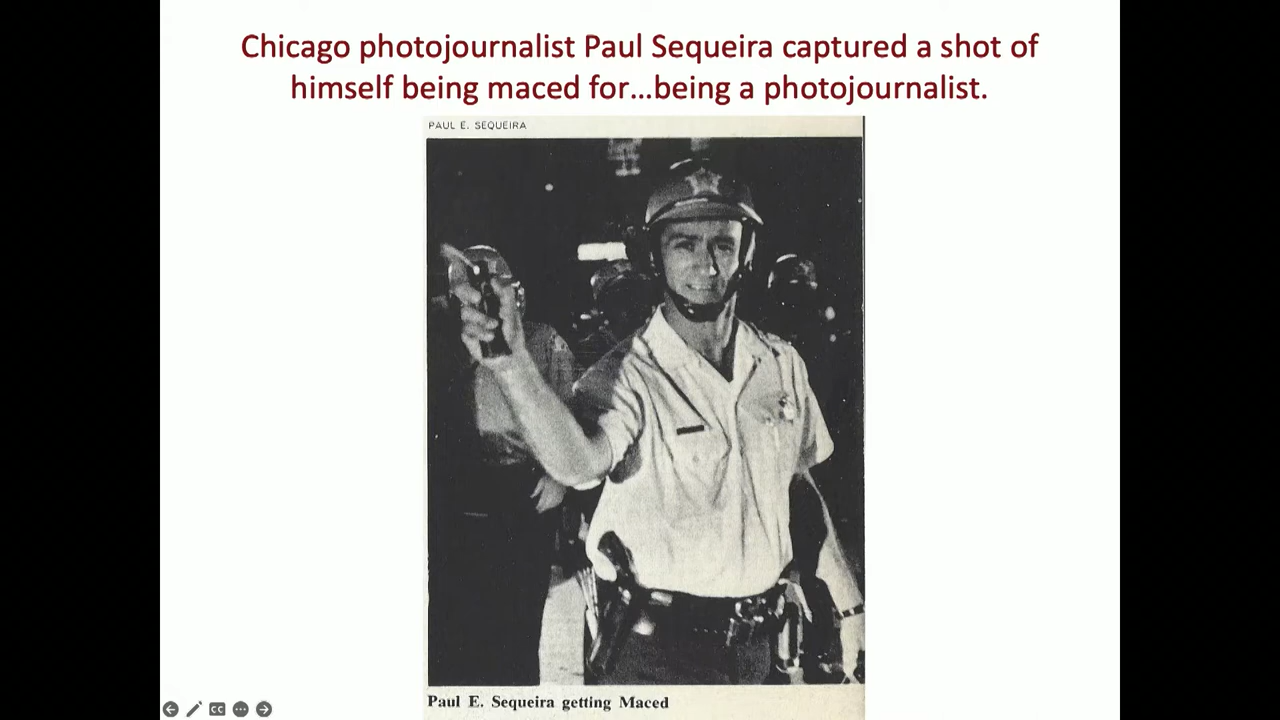 Chicago photojournalist Paul Sequeira captured a shot of
himself being maced for...being a photojournalist.
PAUL E. SEQUEIRA
Paul E. Sequeira getting Maced
CC